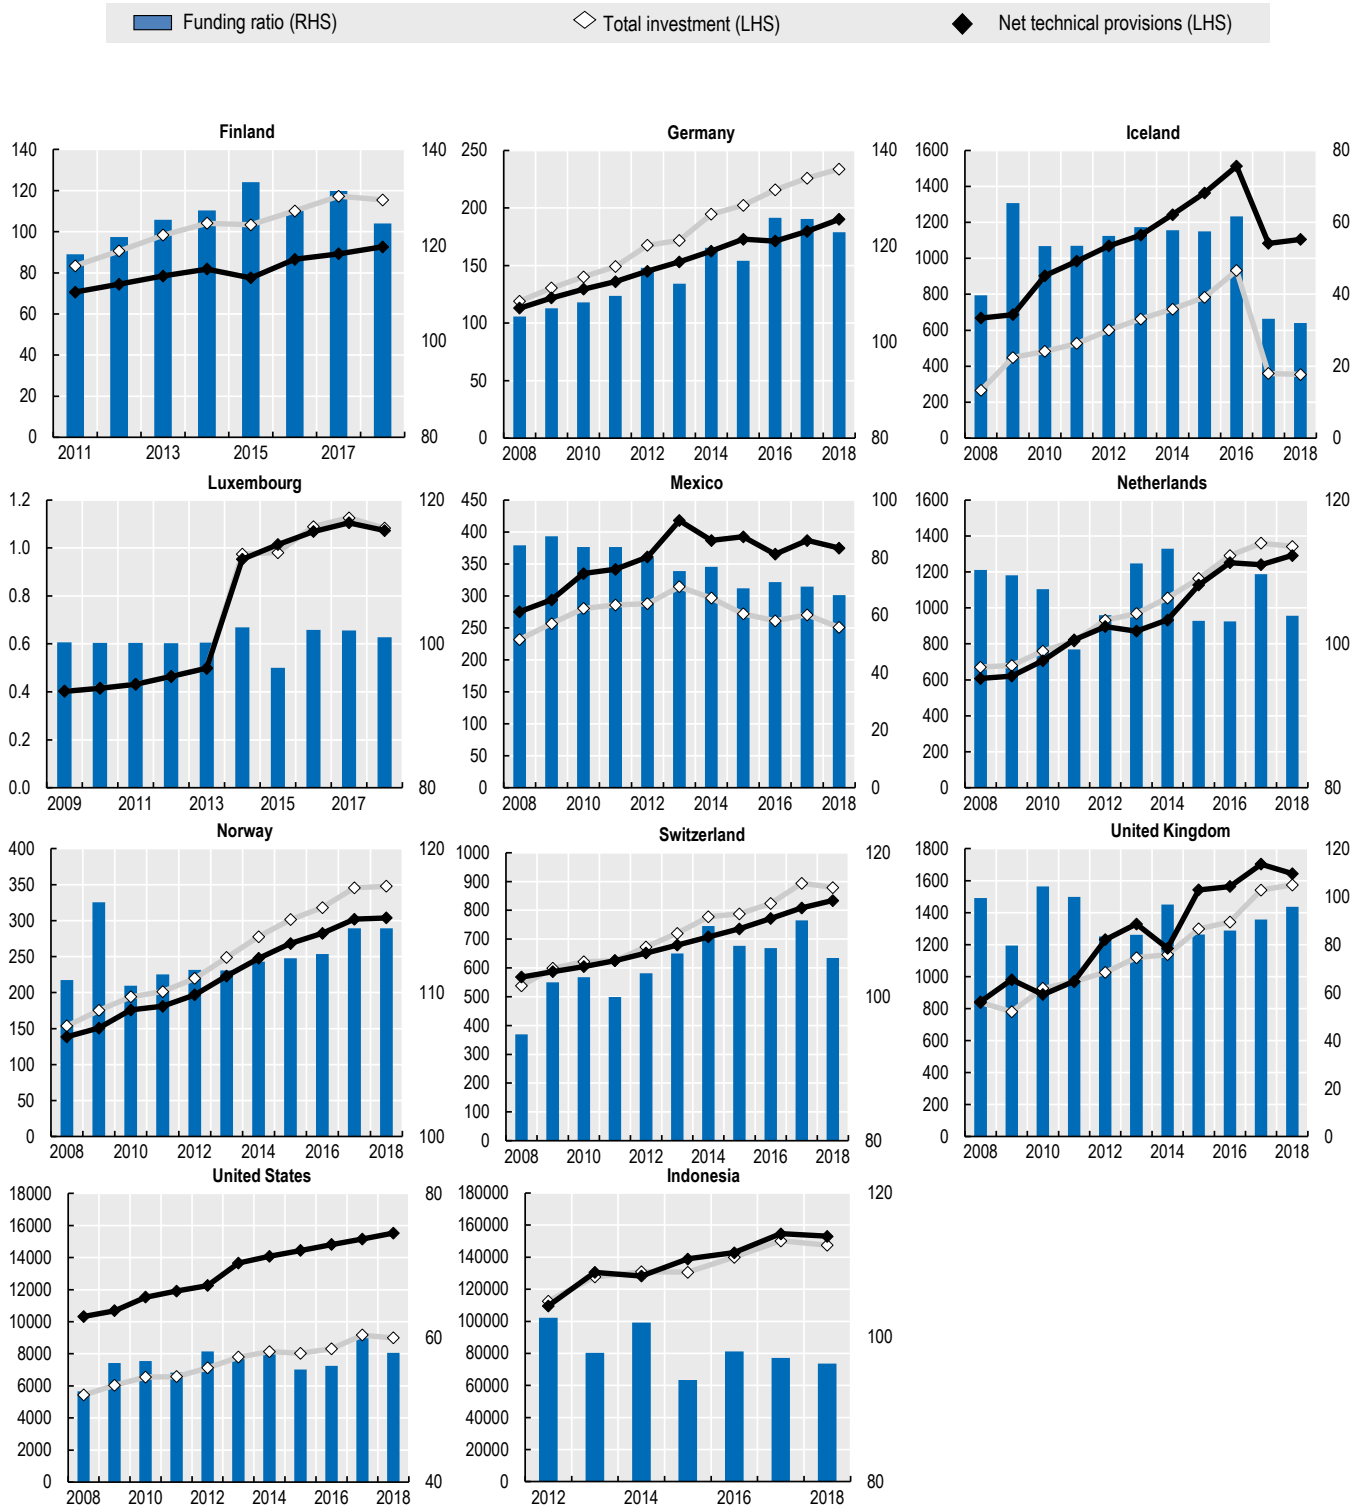 Funding ratio (RHS) Total investment (LHS) Net technical provisions (LHS)
Finland Germany Iceland
140 140 250 140 1600 80
120 1400
200 1200 60
100 120 120
80 150 1000
800 40
60 100 100 100 600
40
50 400 20
20 200
0 80 0 80 0 0
2011 2013 2015 2017 2008 2010 2012 2014 2016 2018 2008 2010 2012 2014 2016 2018
Luxembourg Mexico Netherlands
1.2 120 450 100 1600 120
400 1400
1.0 350 80 1200
0.8 300 1000
250 60
0.6 100 200 800 100
40 600
0.4 150
100 20 400
0.2 50 200
0.0 80 0 0 0 80
2009 2011 2013 2015 2017 2008 2010 2012 2014 2016 2018 2008 2010 2012 2014 2016 2018
Norway Switzerland United Kingdom
400 120 1000 120 1800 120
350 900 1600 100
300 800 1400
700 1200 80
250 600 1000
200 110 500 100 60
150 400 800
300 600 40
100 200 400 20
50 100 200
0 100 0 80 0 0
2008 2010 2012 2014 2016 2018 2008 2010 2012 2014 2016 2018 2008 2010 2012 2014 2016 2018
United States Indonesia
18000 80 180000 120
16000 160000
14000 140000
12000 120000
10000 60 100000 100
8000 80000
6000 60000
4000 40000
2000 20000
0 40 0 80
2008 2010 2012 2014 2016 2018 2012 2014 2016 2018